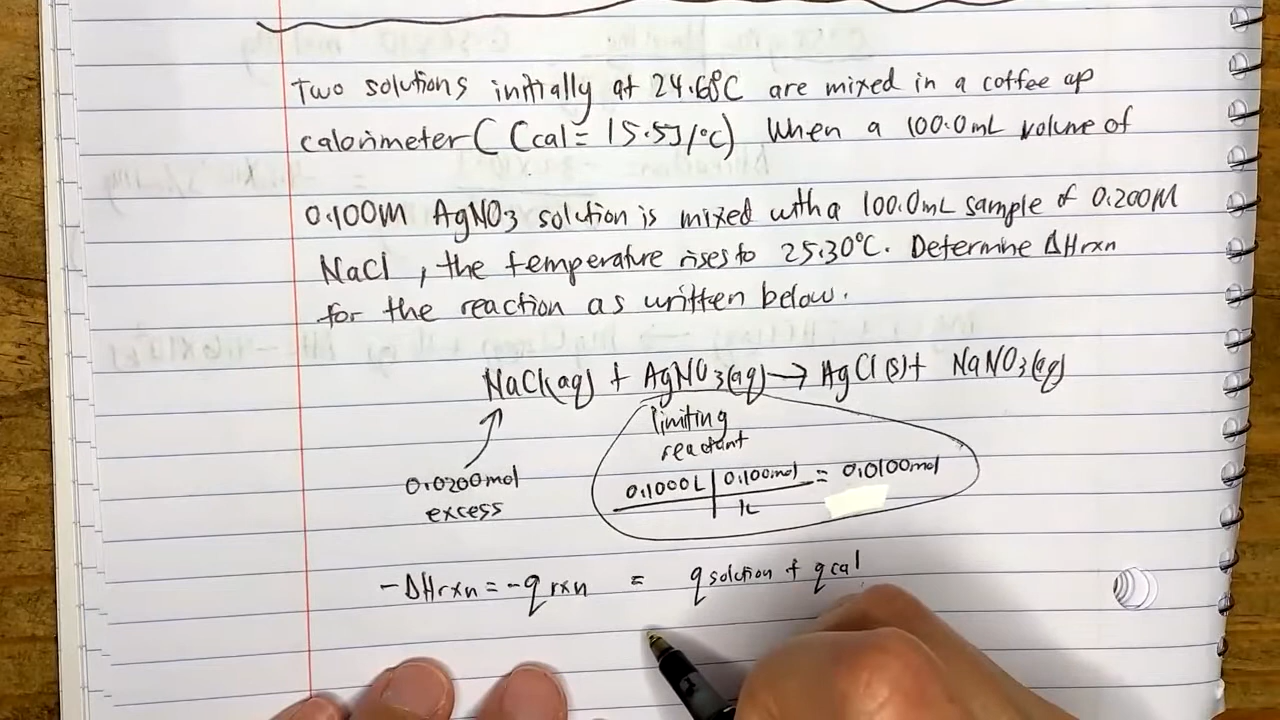 Two solutions initially at 24.68°C are mixed in a coffee cup
calorimeter (Ccal = 15.5J/°C) When a 100.0mL volume of
0.100M AgNO3 solution is mixed with a 100.0mL sample of 0.200M
NaCl, the temperature rises to 25.30°C. Determine ΔHrxn
for the reaction as written below.
NaCl(aq) + AgNO3(aq) → AgCl(s) + NaNO3(aq)
limiting
reactant
0.1000L | 0.100mol = 0.0100mol
1L
0.0200mol
excess
-ΔHrxn = -qrxn = qsolution + qcal